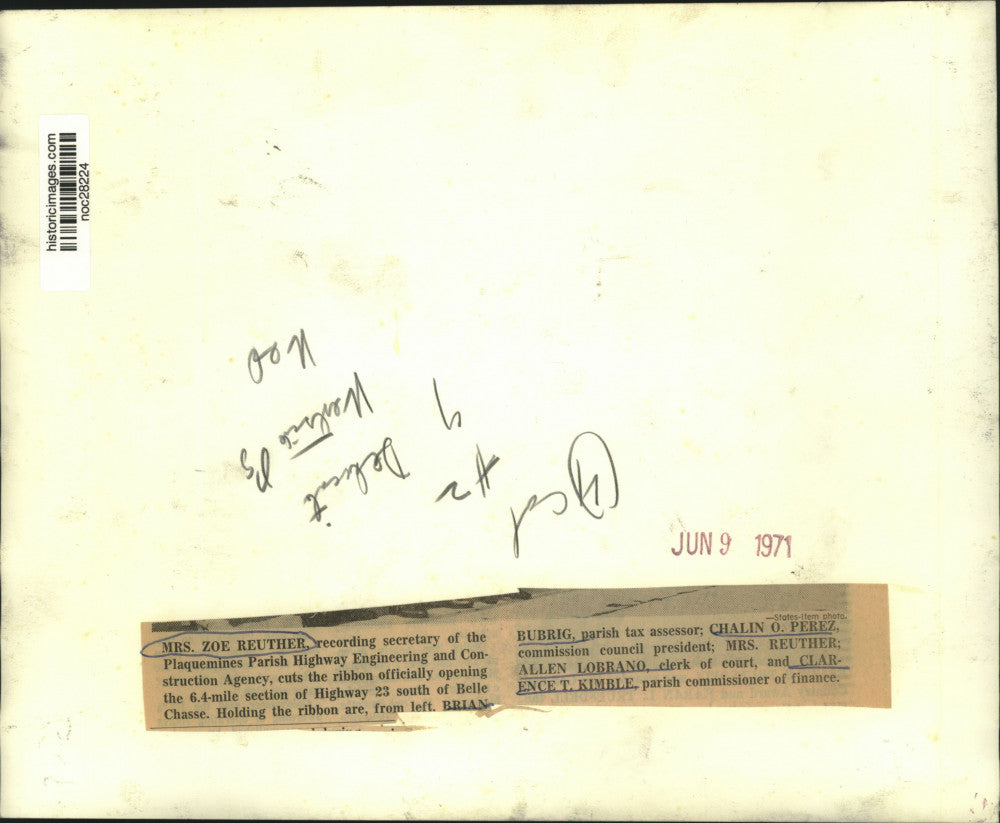 historicimages.com
noc28224
#2
JUN 9 1971
—States-Item photo.
MRS. ZOE REUTHER, recording secretary of the
Plaquemines Parish Highway Engineering and Con-
struction Agency, cuts the ribbon officially opening
the 6.4-mile section of Highway 23 south of Belle
Chasse. Holding the ribbon are, from left. BRIAN
BUBRIG, parish tax assessor; CHALIN O. PEREZ,
commission council president; MRS. REUTHER;
ALLEN LOBRANO, clerk of court, and CLAR-
ENCE T. KIMBLE, parish commissioner of finance.